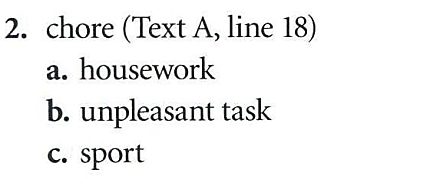 2. chore (Text A, line 18)
a. housework
b. unpleasant task
c. sport